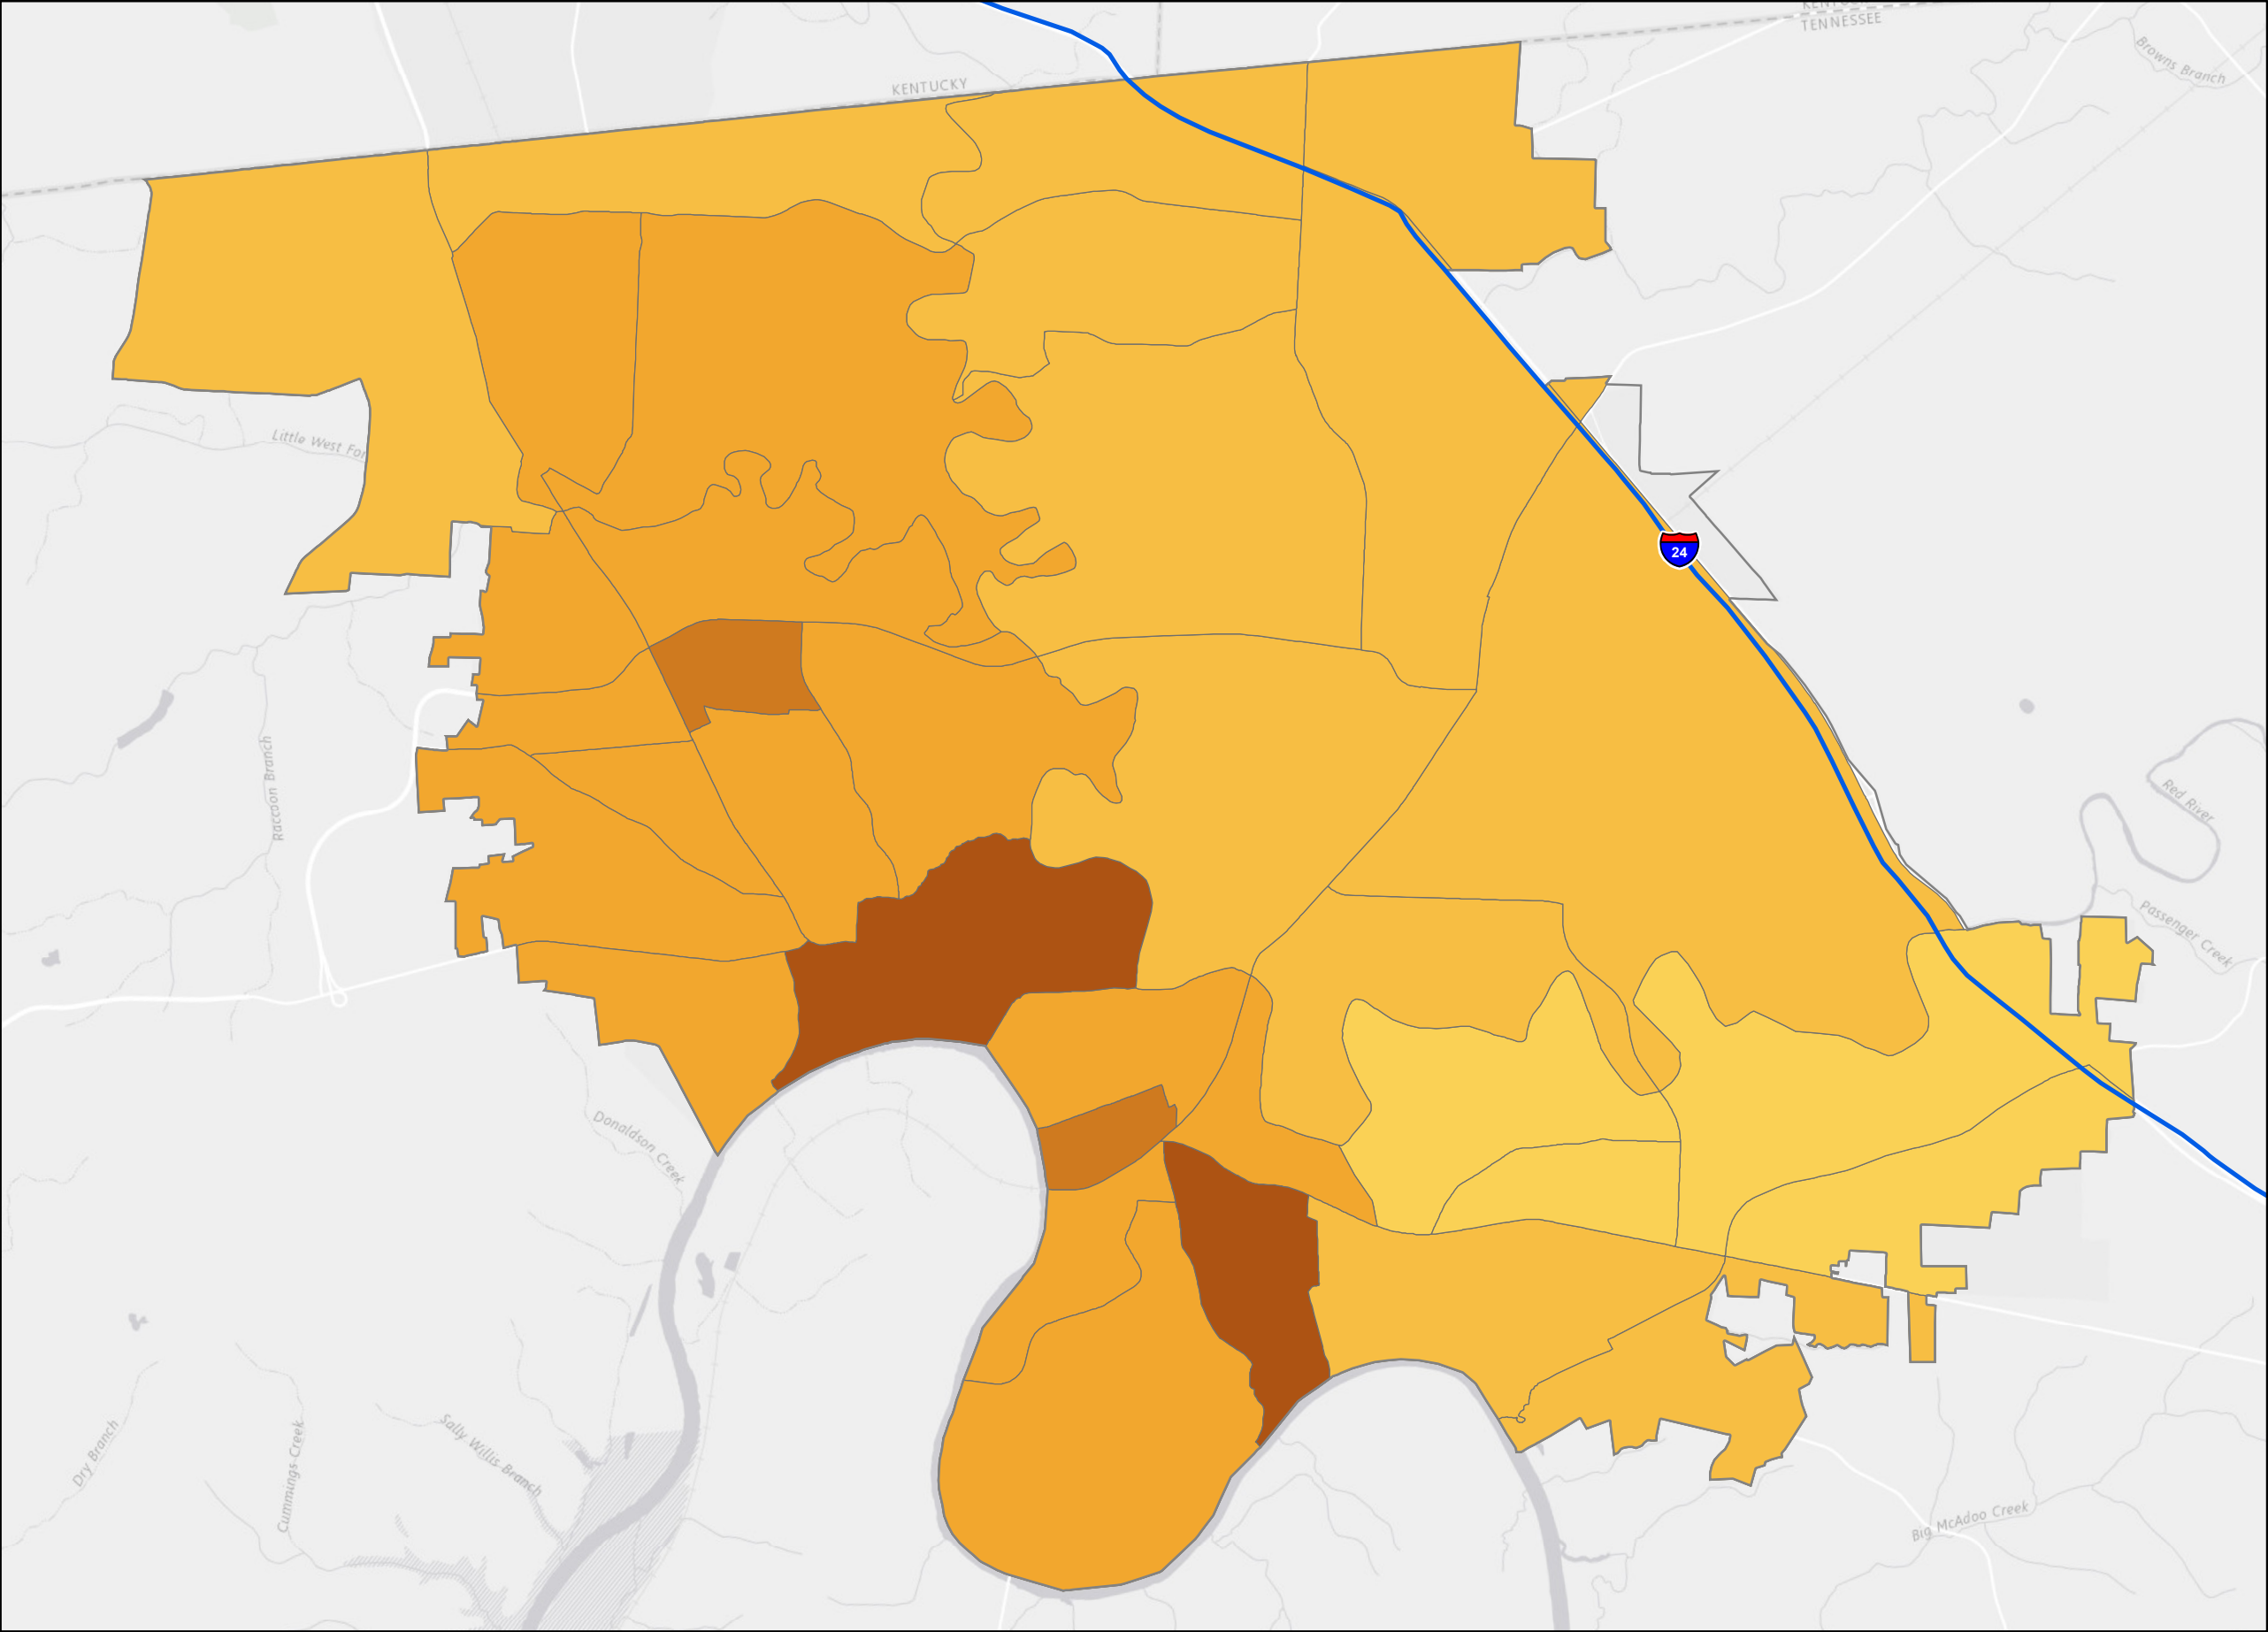 KENTUCKY
TENNESSEE
Browns Branch
KENTUCKY
Little West For
24
Raccoon Branch
Red River
Passenger Creek
Donaldson Creek
Dry Branch
Cummings Creek
Sally Willis Branch
Big McAdoo Creek